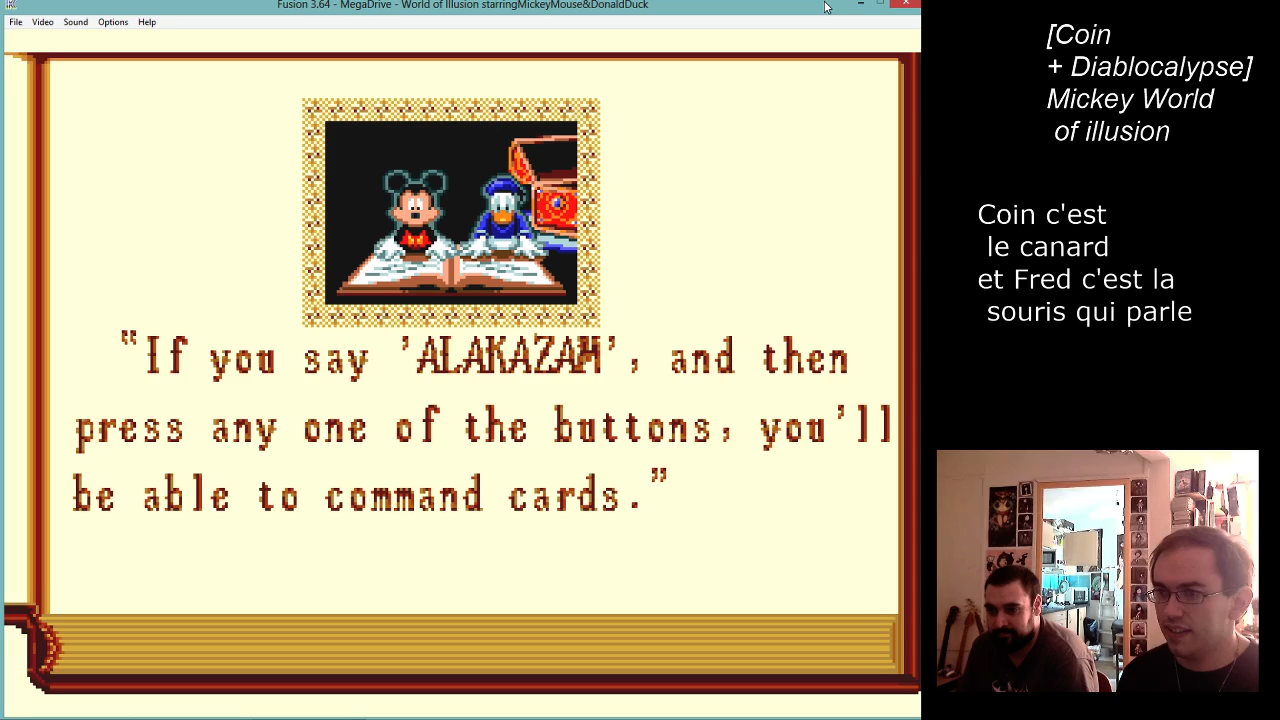 Fusion 3.64 - MegaDrive - World of Illusion starringMickeyMouse&DonaldDuck
File Video Sound Options Help
"If you say 'ALAKAZAM', and then
press any one of the buttons, you'll
be able to command cards."
[Coin
+ Diablocalypse]
Mickey World
of illusion
Coin c'est
le canard
et Fred c'est la
souris qui parle